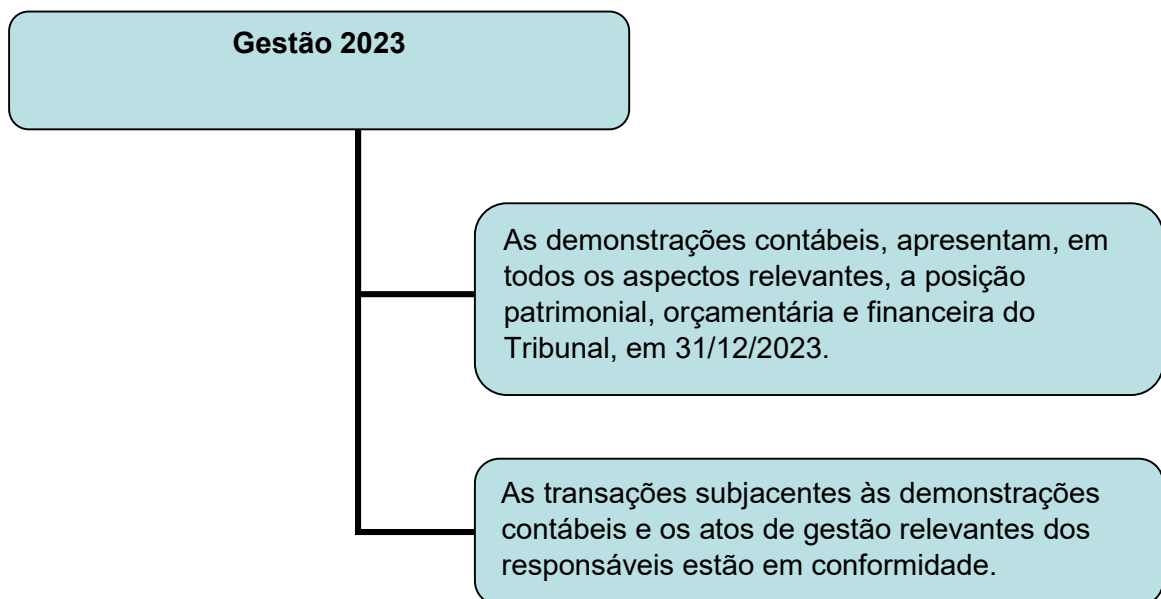 Gestão 2023
As demonstrações contábeis, apresentam, em
todos os aspectos relevantes, a posição
patrimonial, orçamentária e financeira do
Tribunal, em 31/12/2023.
As transações subjacentes às demonstrações
contábeis e os atos de gestão relevantes dos
responsáveis estão em conformidade.